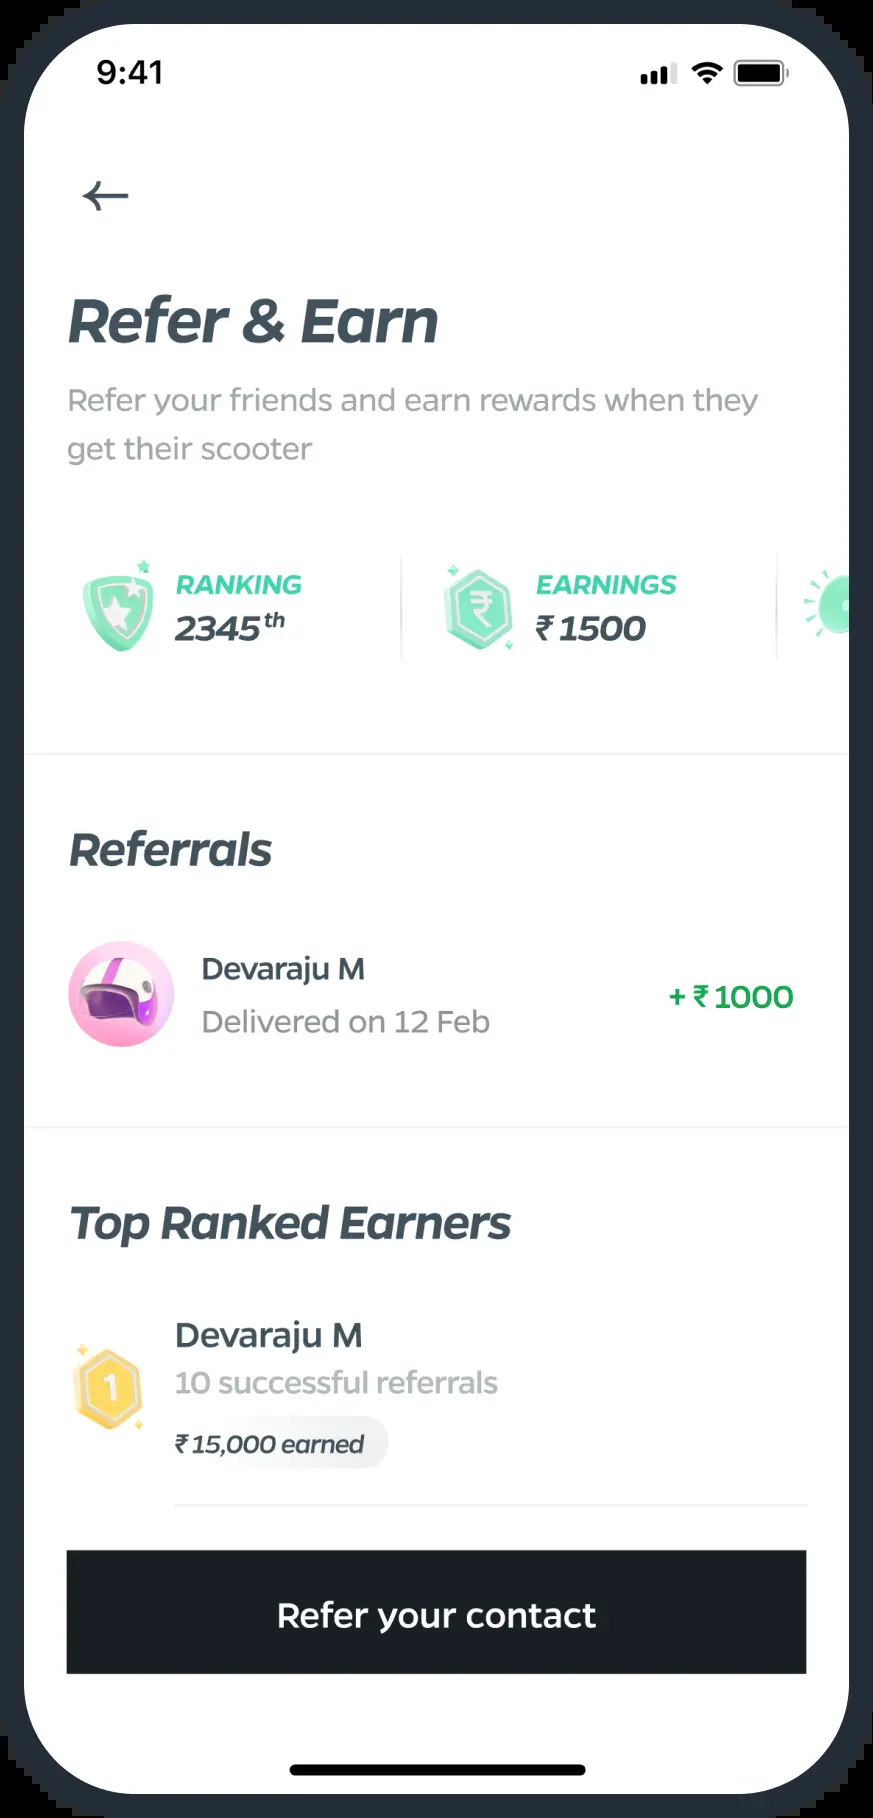 9:41
Refer & Earn
Refer your friends and earn rewards when they
get their scooter
RANKING
2345th
EARNINGS
₹1500
Referrals
Devaraju M
Delivered on 12 Feb
+ ₹1000
Top Ranked Earners
1
Devaraju M
10 successful referrals
₹15,000 earned
Refer your contact